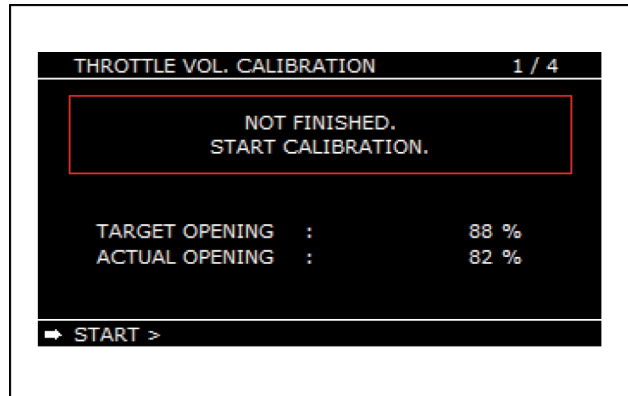 THROTTLE VOL. CALIBRATION 1 / 4
NOT FINISHED.
START CALIBRATION.
TARGET OPENING : 88 %
ACTUAL OPENING : 82 %
➡ START >